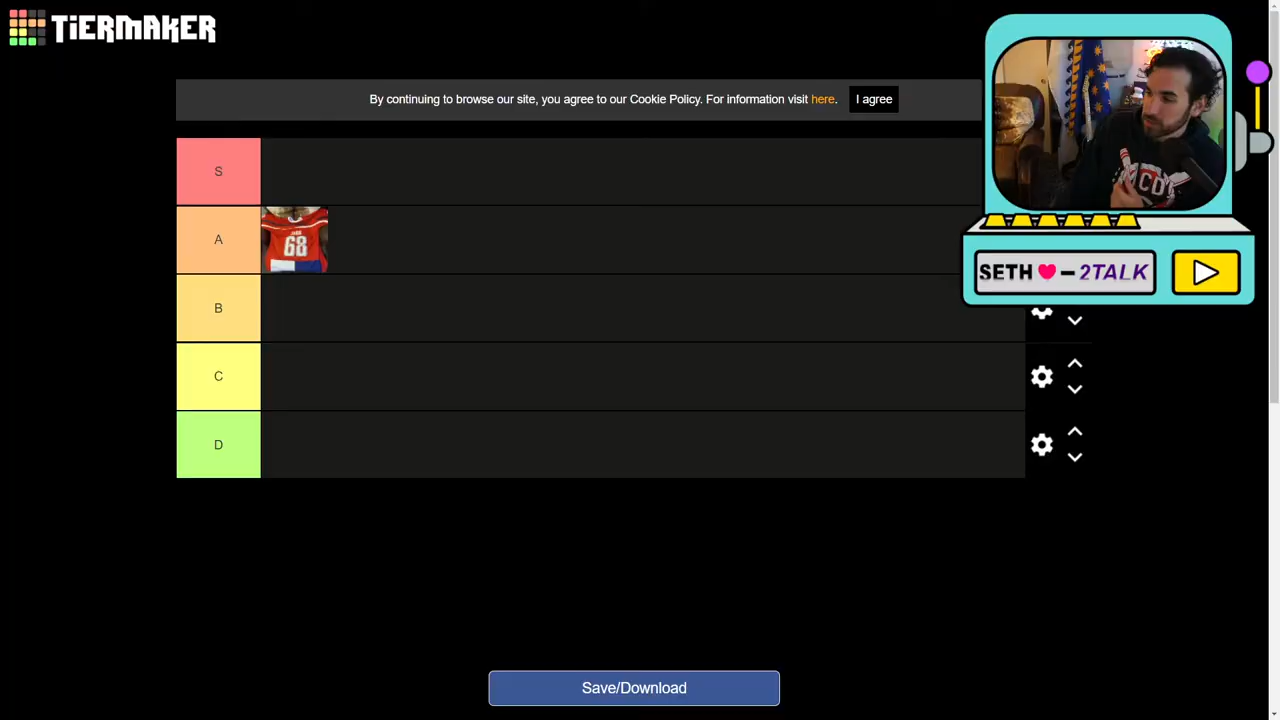 TiERMAKER
By continuing to browse our site, you agree to our Cookie Policy. For information visit here. I agree
S
A
68
B
C
D
SETH ❤ – 2TALK
Save/Download